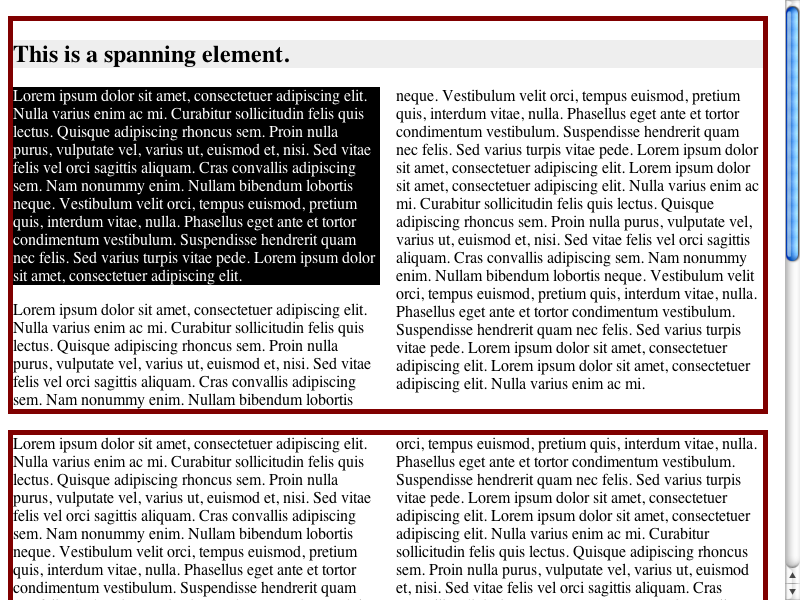 This is a spanning element.
Lorem ipsum dolor sit amet, consectetuer adipiscing elit.
Nulla varius enim ac mi. Curabitur sollicitudin felis quis
lectus. Quisque adipiscing rhoncus sem. Proin nulla
purus, vulputate vel, varius ut, euismod et, nisi. Sed vitae
felis vel orci sagittis aliquam. Cras convallis adipiscing
sem. Nam nonummy enim. Nullam bibendum lobortis
neque. Vestibulum velit orci, tempus euismod, pretium
quis, interdum vitae, nulla. Phasellus eget ante et tortor
condimentum vestibulum. Suspendisse hendrerit quam
nec felis. Sed varius turpis vitae pede. Lorem ipsum dolor
sit amet, consectetuer adipiscing elit.
Lorem ipsum dolor sit amet, consectetuer adipiscing elit.
Nulla varius enim ac mi. Curabitur sollicitudin felis quis
lectus. Quisque adipiscing rhoncus sem. Proin nulla
purus, vulputate vel, varius ut, euismod et, nisi. Sed vitae
felis vel orci sagittis aliquam. Cras convallis adipiscing
sem. Nam nonummy enim. Nullam bibendum lobortis
neque. Vestibulum velit orci, tempus euismod, pretium
quis, interdum vitae, nulla. Phasellus eget ante et tortor
condimentum vestibulum. Suspendisse hendrerit quam
nec felis. Sed varius turpis vitae pede. Lorem ipsum dolor
sit amet, consectetuer adipiscing elit. Lorem ipsum dolor
sit amet, consectetuer adipiscing elit. Nulla varius enim ac
mi. Curabitur sollicitudin felis quis lectus. Quisque
adipiscing rhoncus sem. Proin nulla purus, vulputate vel,
varius ut, euismod et, nisi. Sed vitae felis vel orci sagittis
aliquam. Cras convallis adipiscing sem. Nam nonummy
enim. Nullam bibendum lobortis neque. Vestibulum velit
orci, tempus euismod, pretium quis, interdum vitae, nulla.
Phasellus eget ante et tortor condimentum vestibulum.
Suspendisse hendrerit quam nec felis. Sed varius turpis
vitae pede. Lorem ipsum dolor sit amet, consectetuer
adipiscing elit. Lorem ipsum dolor sit amet, consectetuer
adipiscing elit. Nulla varius enim ac mi.
Lorem ipsum dolor sit amet, consectetuer adipiscing elit.
Nulla varius enim ac mi. Curabitur sollicitudin felis quis
lectus. Quisque adipiscing rhoncus sem. Proin nulla
purus, vulputate vel, varius ut, euismod et, nisi. Sed vitae
felis vel orci sagittis aliquam. Cras convallis adipiscing
sem. Nam nonummy enim. Nullam bibendum lobortis
neque. Vestibulum velit orci, tempus euismod, pretium
quis, interdum vitae, nulla. Phasellus eget ante et tortor
condimentum vestibulum. Suspendisse hendrerit quam
orci, tempus euismod, pretium quis, interdum vitae, nulla.
Phasellus eget ante et tortor condimentum vestibulum.
Suspendisse hendrerit quam nec felis. Sed varius turpis
vitae pede. Lorem ipsum dolor sit amet, consectetuer
adipiscing elit. Lorem ipsum dolor sit amet, consectetuer
adipiscing elit. Nulla varius enim ac mi. Curabitur
sollicitudin felis quis lectus. Quisque adipiscing rhoncus
sem. Proin nulla purus, vulputate vel, varius ut, euismod
et, nisi. Sed vitae felis vel orci sagittis aliquam. Cras